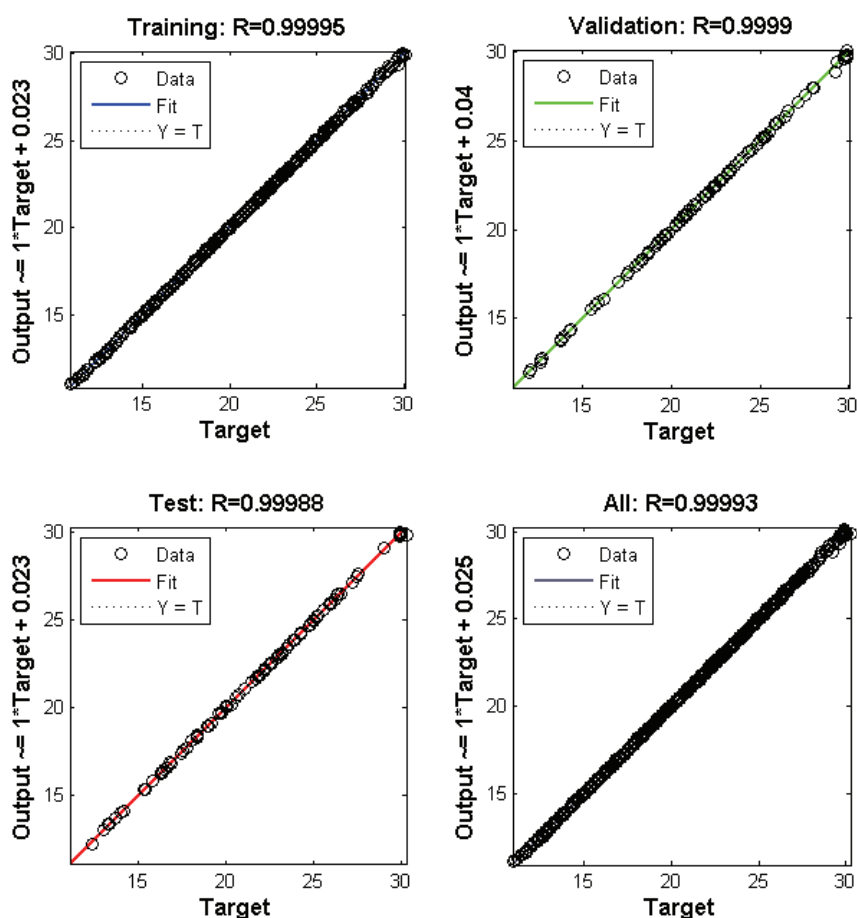 Training: R=0.99995
Output ~= 1*Target + 0.023
30
25
20
15
Data
Fit
Y = T
15 20 25 30
Target
Validation: R=0.9999
Output ~= 1*Target + 0.04
30
25
20
15
Data
Fit
Y = T
15 20 25 30
Target
Test: R=0.99988
Output ~= 1*Target + 0.023
30
25
20
15
Data
Fit
Y = T
15 20 25 30
Target
All: R=0.99993
Output ~= 1*Target + 0.025
30
25
20
15
Data
Fit
Y = T
15 20 25 30
Target